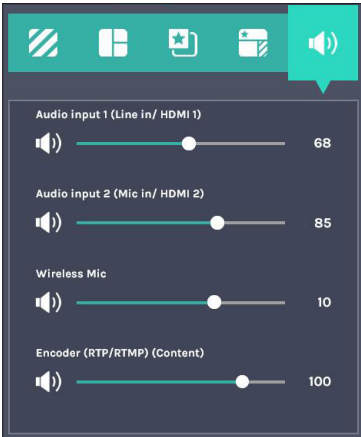 Audio input 1 (Line in/ HDMI 1)
68
Audio input 2 (Mic in/ HDMI 2)
85
Wireless Mic
10
Encoder (RTP/RTMP) (Content)
100